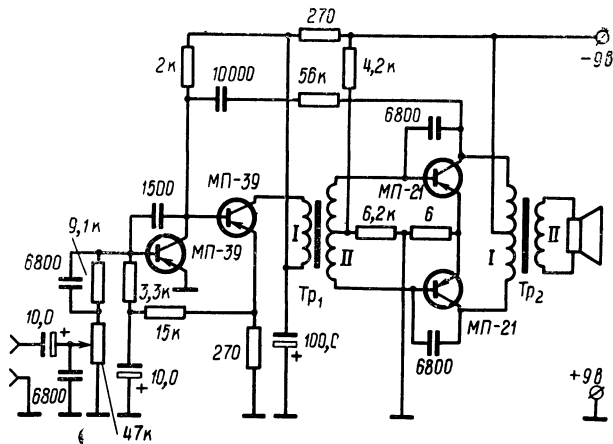 270
2к
4,2к
−9в
10000
56к
6800
1500
МП-39
МП-21
9,1к
6,2к
6
МП-39
I
II
I
II
6800
3,3к
Тр₁
Тр₂
10,0
+
15к
МП-21
270
+
100,0
+9в
6800
+
10,0
6800
47к